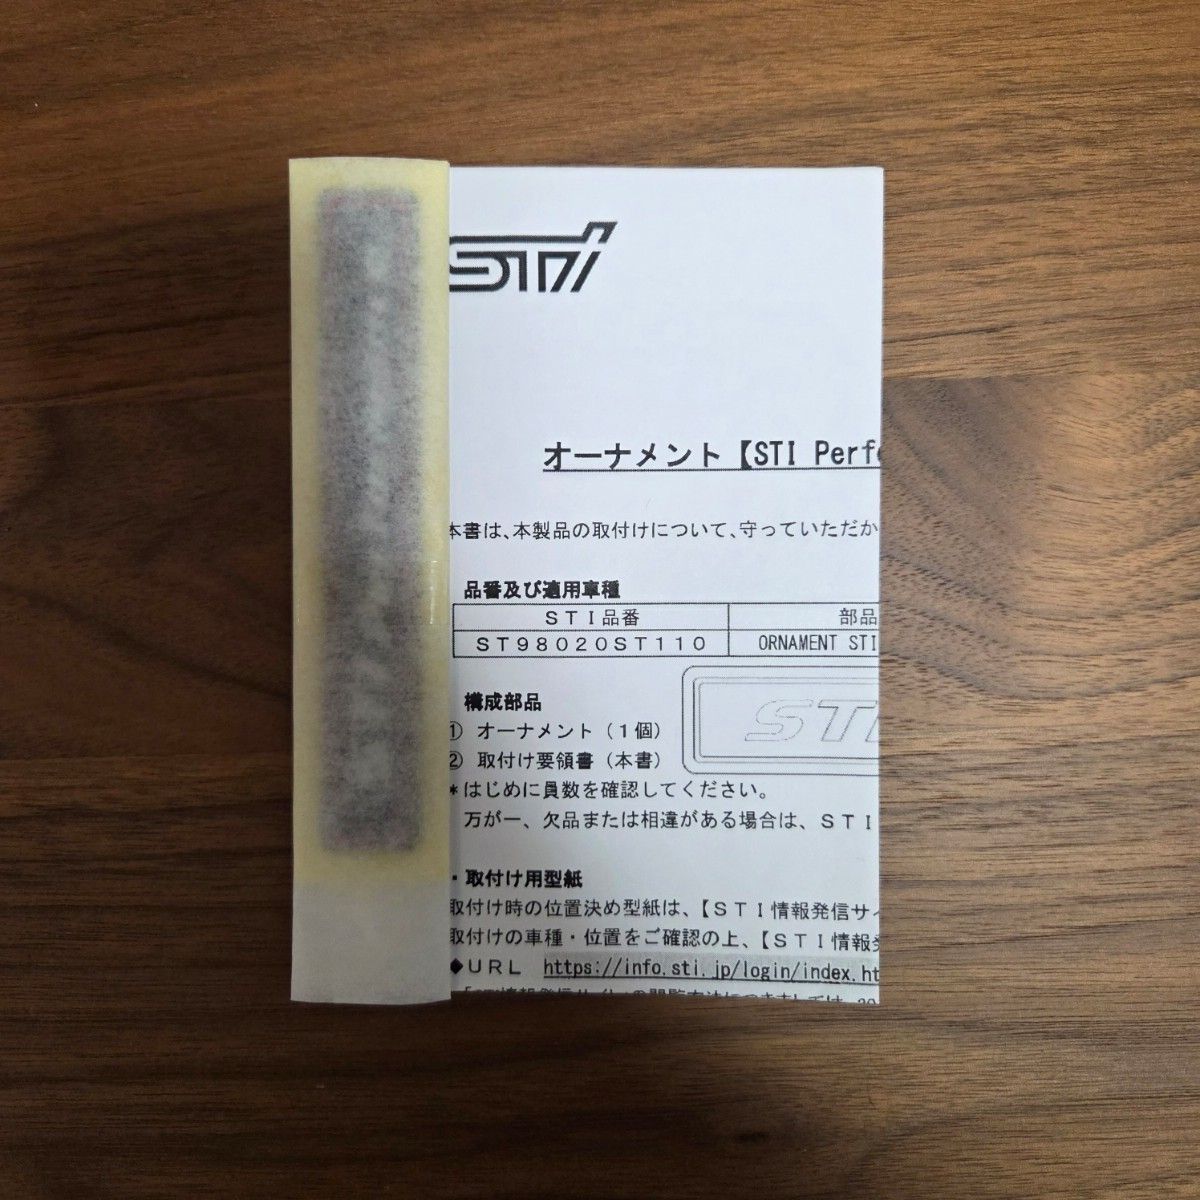 STI
オーナメント【STI Perf
本書は、本製品の取付けについて、守っていただか
品番及び適用車種
STI品番 部品
ST98020ST110 ORNAMENT STI
構成部品
① オーナメント(1個)
② 取付け要領書(本書)
STI
*はじめに員数を確認してください。
万が一、欠品または相違がある場合は、STI
・取付け用型紙
取付け時の位置決め型紙は、【STI情報発信サイ
取付けの車種・位置をご確認の上、【STI情報発
◆URL https://info.sti.jp/login/index.ht